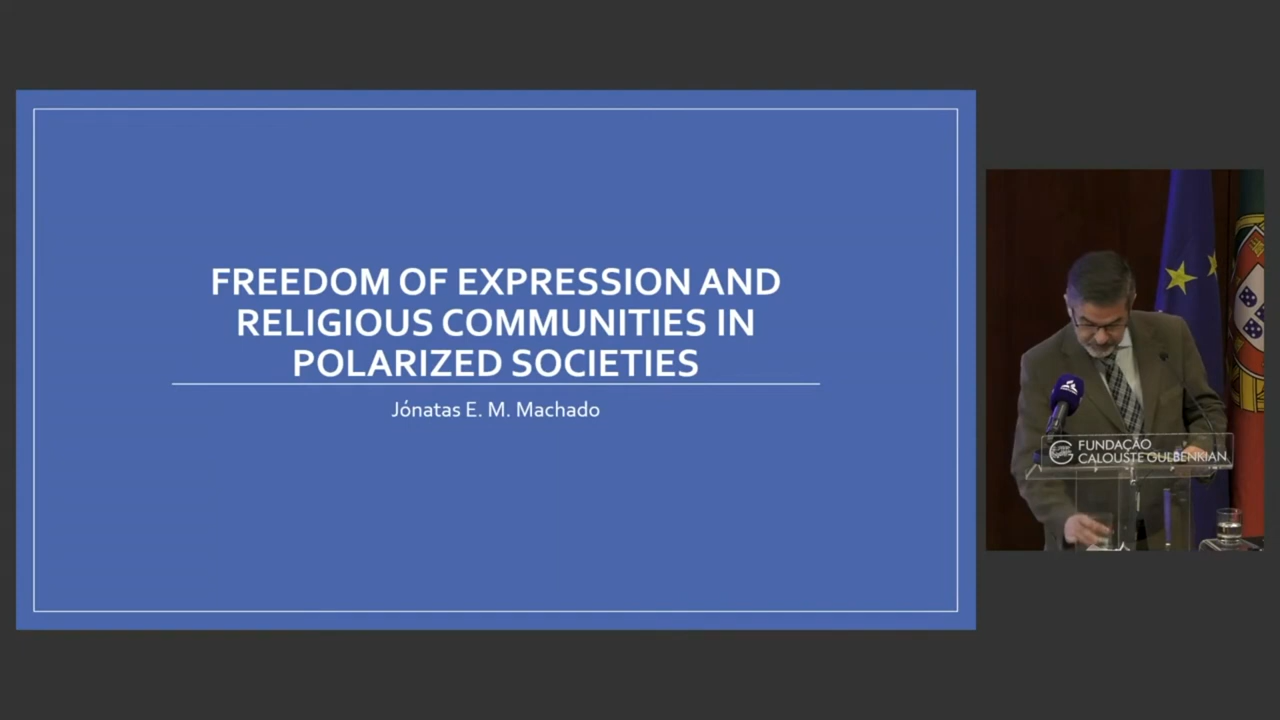 FREEDOM OF EXPRESSION AND
RELIGIOUS COMMUNITIES IN
POLARIZED SOCIETIES
Jónatas E. M. Machado
FUNDAÇÃO
CALOUSTE GULBENKIAN